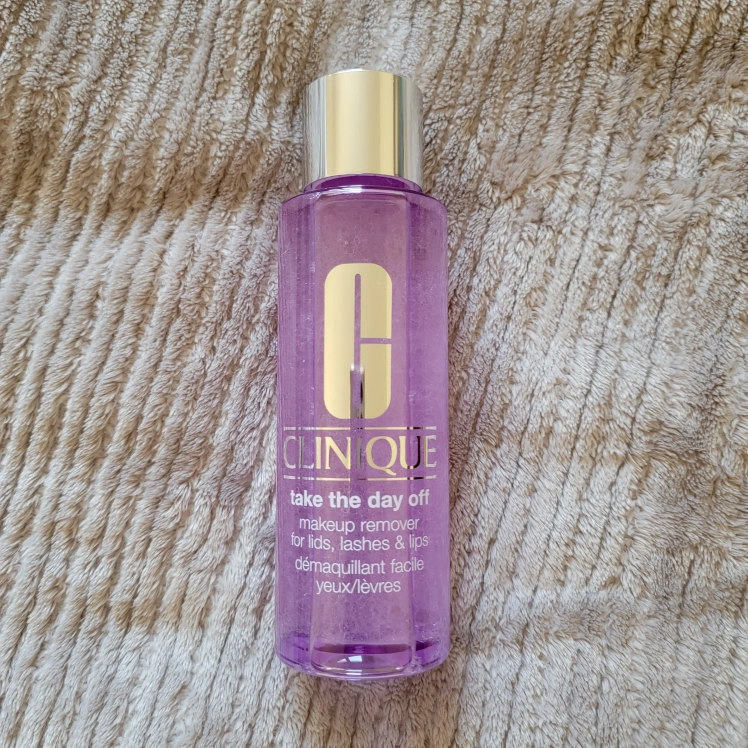 C
CLINIQUE
take the day off
makeup remover
for lids, lashes & lips
démaquillant facile
yeux/lèvres